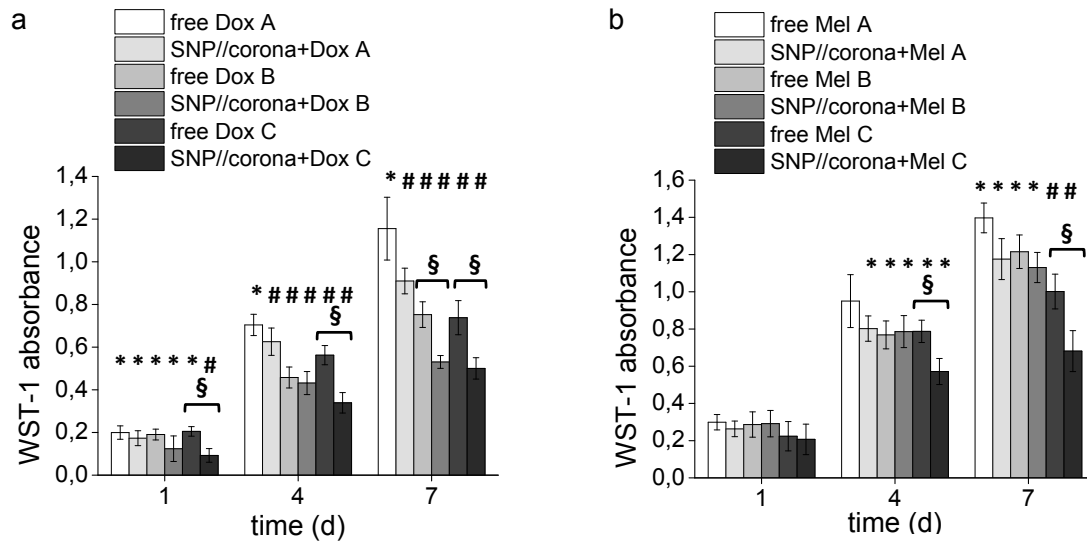 a
free Dox A
SNP//corona+Dox A
free Dox B
SNP//corona+Dox B
free Dox C
SNP//corona+Dox C
WST-1 absorbance
1,4
1,2
1,0
0,8
0,6
0,4
0,2
0,0
* * * * * #
§
* # # # # #
§
* # # # # #
§ §
1 4 7
time (d)
b
free Mel A
SNP//corona+Mel A
free Mel B
SNP//corona+Mel B
free Mel C
SNP//corona+Mel C
WST-1 absorbance
1,6
1,4
1,2
1,0
0,8
0,6
0,4
0,2
0,0
* * * * *
§
* * * * # #
§
1 4 7
time (d)